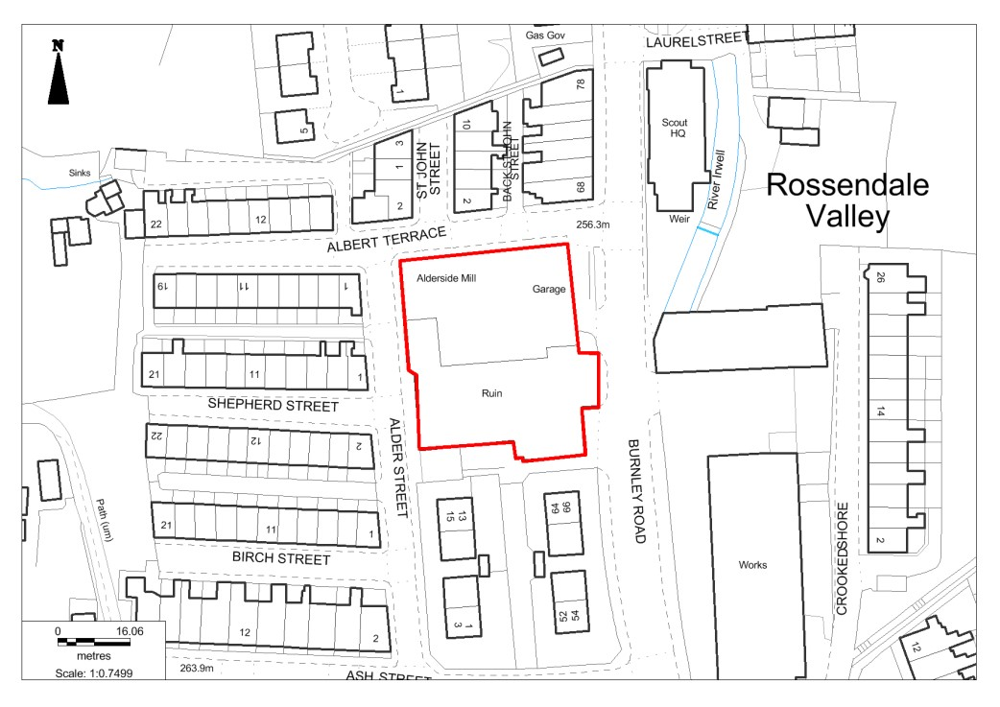 N
Gas Gov
LAURELSTREET
78
1
5
10
3
1
2
ST JOHN
STREET
2
BACK ST JOHN
STREET
68
Scout
HQ
River Irwell
Weir
Sinks
22
12
ALBERT TERRACE
256.3m
Rossendale
Valley
19
11
1
Alderside Mill
Garage
26
21
11
1
Ruin
SHEPHERD STREET
14
22
12
2
ALDER STREET
BURNLEY ROAD
Path (um)
21
11
1
15
13
64
66
BIRCH STREET
2
CROOKEDSHORE
Works
12
2
3
1
52
54
12
0
16.06
metres
Scale: 1:0.7499
263.9m
ASH STREET